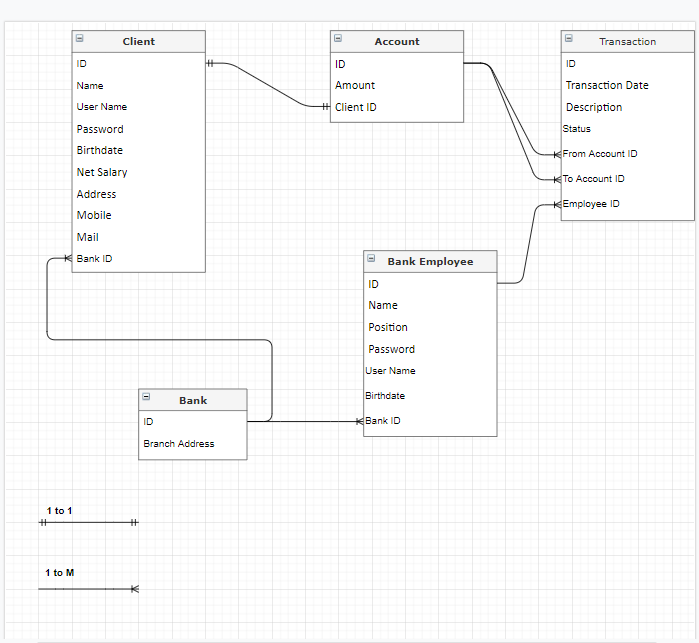 Client
ID
Name
User Name
Password
Birthdate
Net Salary
Address
Mobile
Mail
Bank ID
Account
ID
Amount
Client ID
Transaction
ID
Transaction Date
Description
Status
From Account ID
To Account ID
Employee ID
Bank Employee
ID
Name
Position
Password
User Name
Birthdate
Bank ID
Bank
ID
Branch Address
1 to 1
1 to M